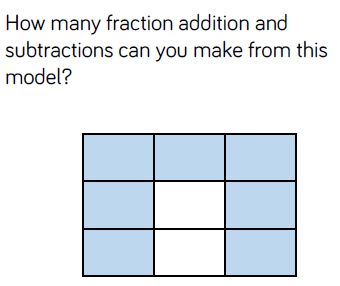 How many fraction addition and
subtractions can you make from this
model?